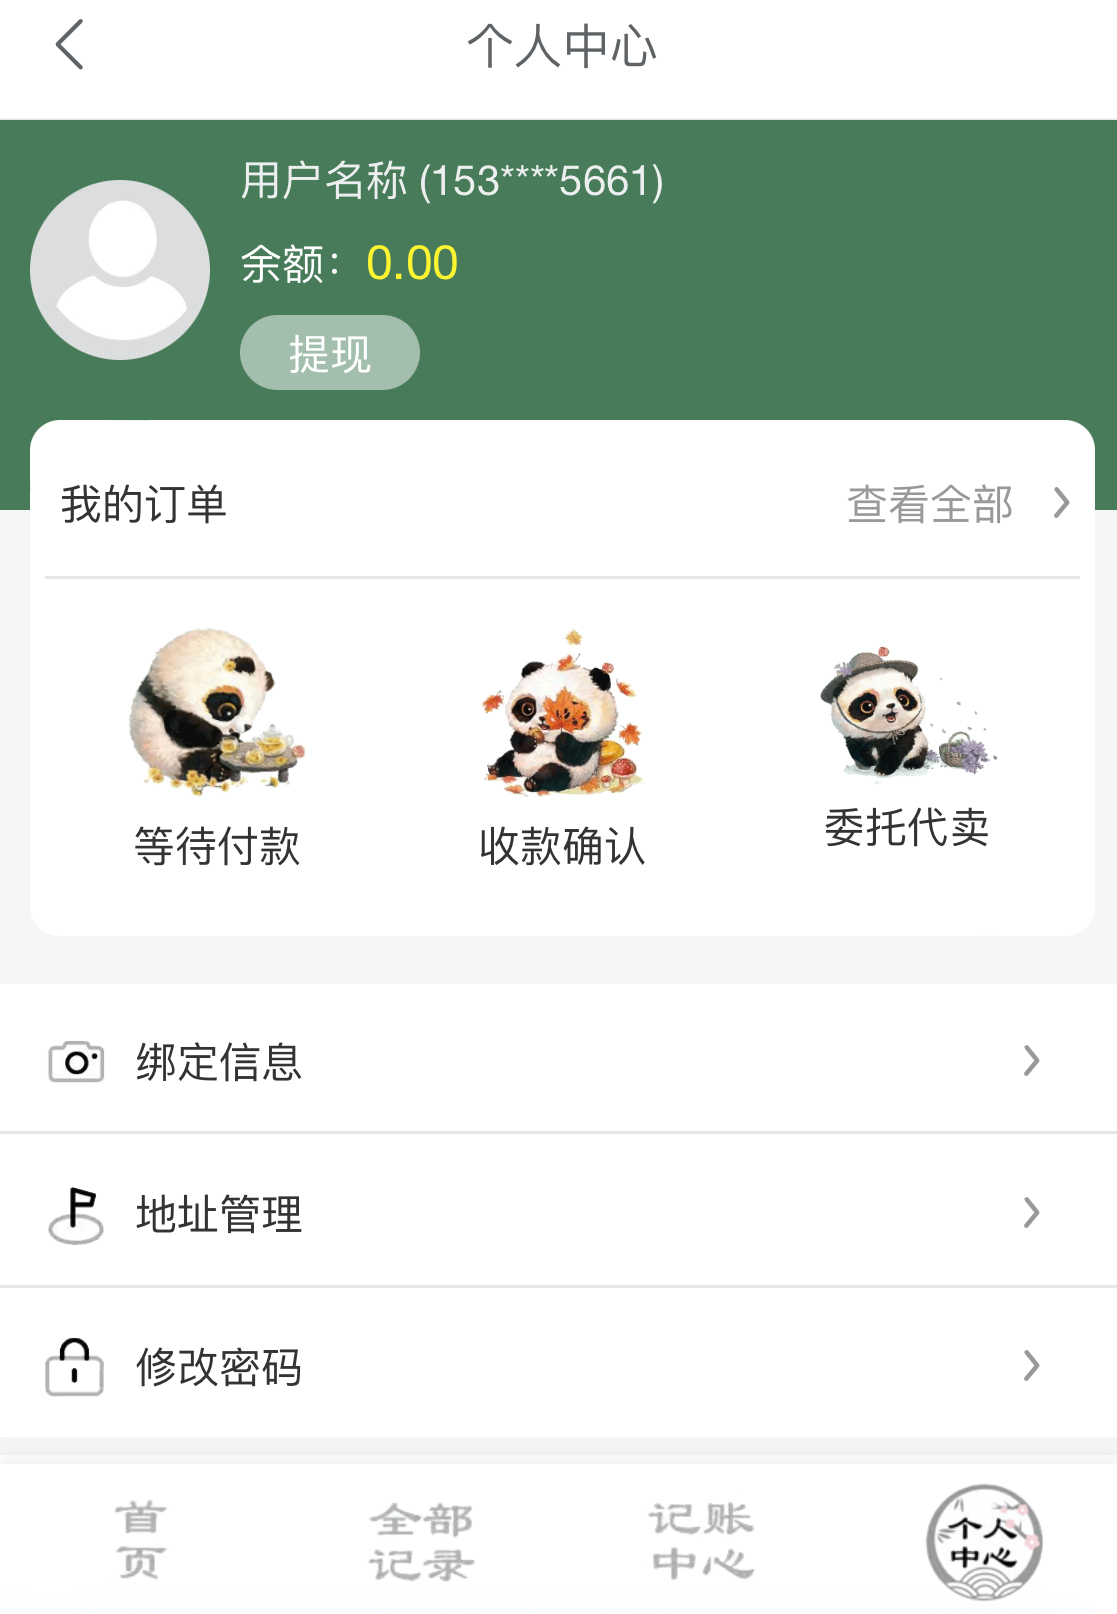 个人中心
用户名称 (153****5661)
余额：0.00
提现
我的订单 查看全部
等待付款 收款确认 委托代卖
绑定信息
地址管理
修改密码
首页 全部记录 记账中心 个人中心